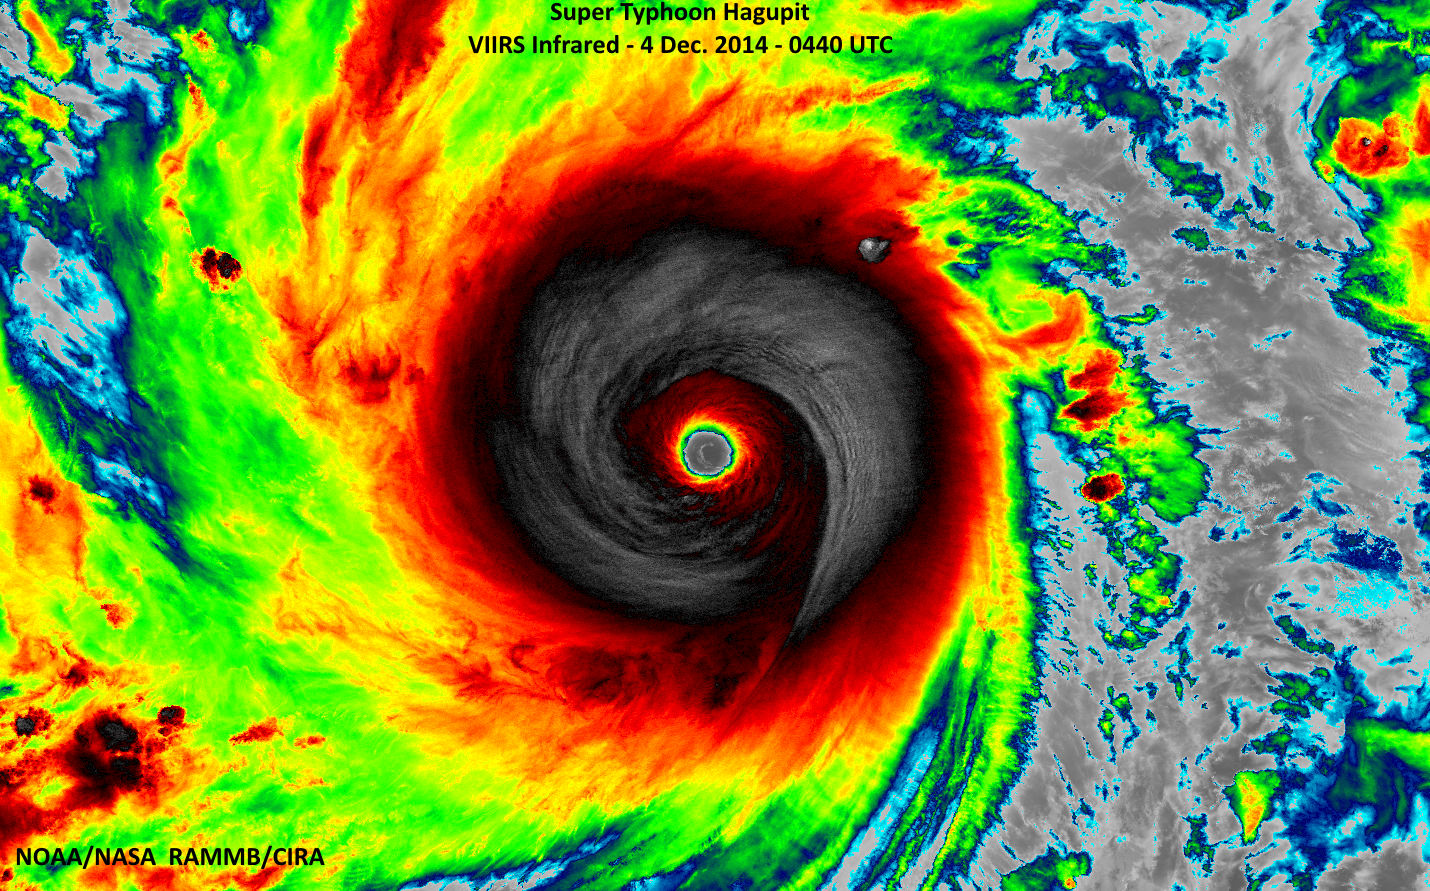 Super Typhoon Hagupit
VIIRS Infrared - 4 Dec. 2014 - 0440 UTC
NOAA/NASA RAMMB/CIRA